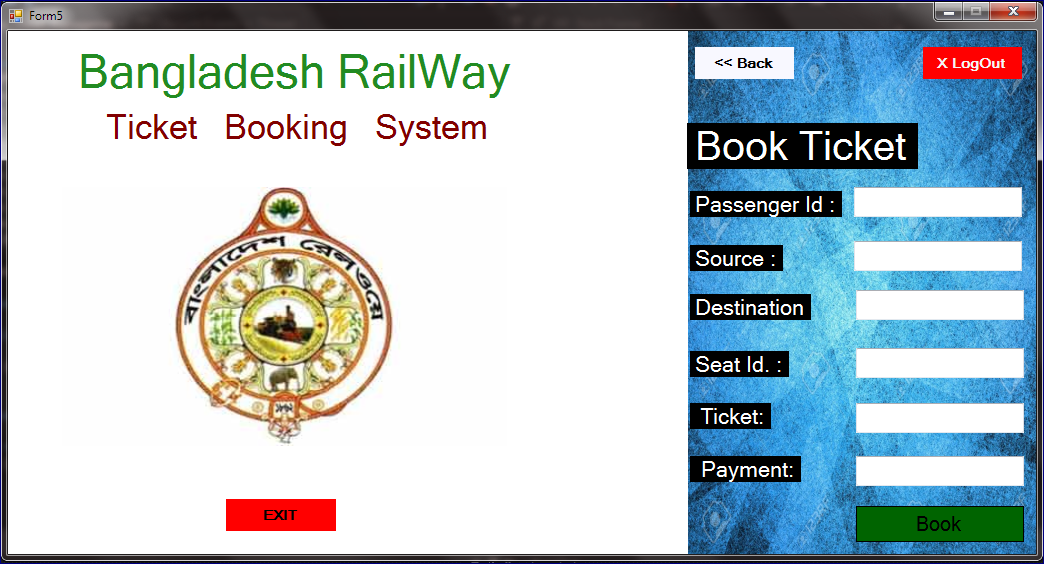 Form5
Bangladesh RailWay
Ticket Booking System
বাংলাদেশ রেলওয়ে
EXIT
<< Back
X LogOut
Book Ticket
Passenger Id :
Source :
Destination
Seat Id. :
Ticket:
Payment:
Book